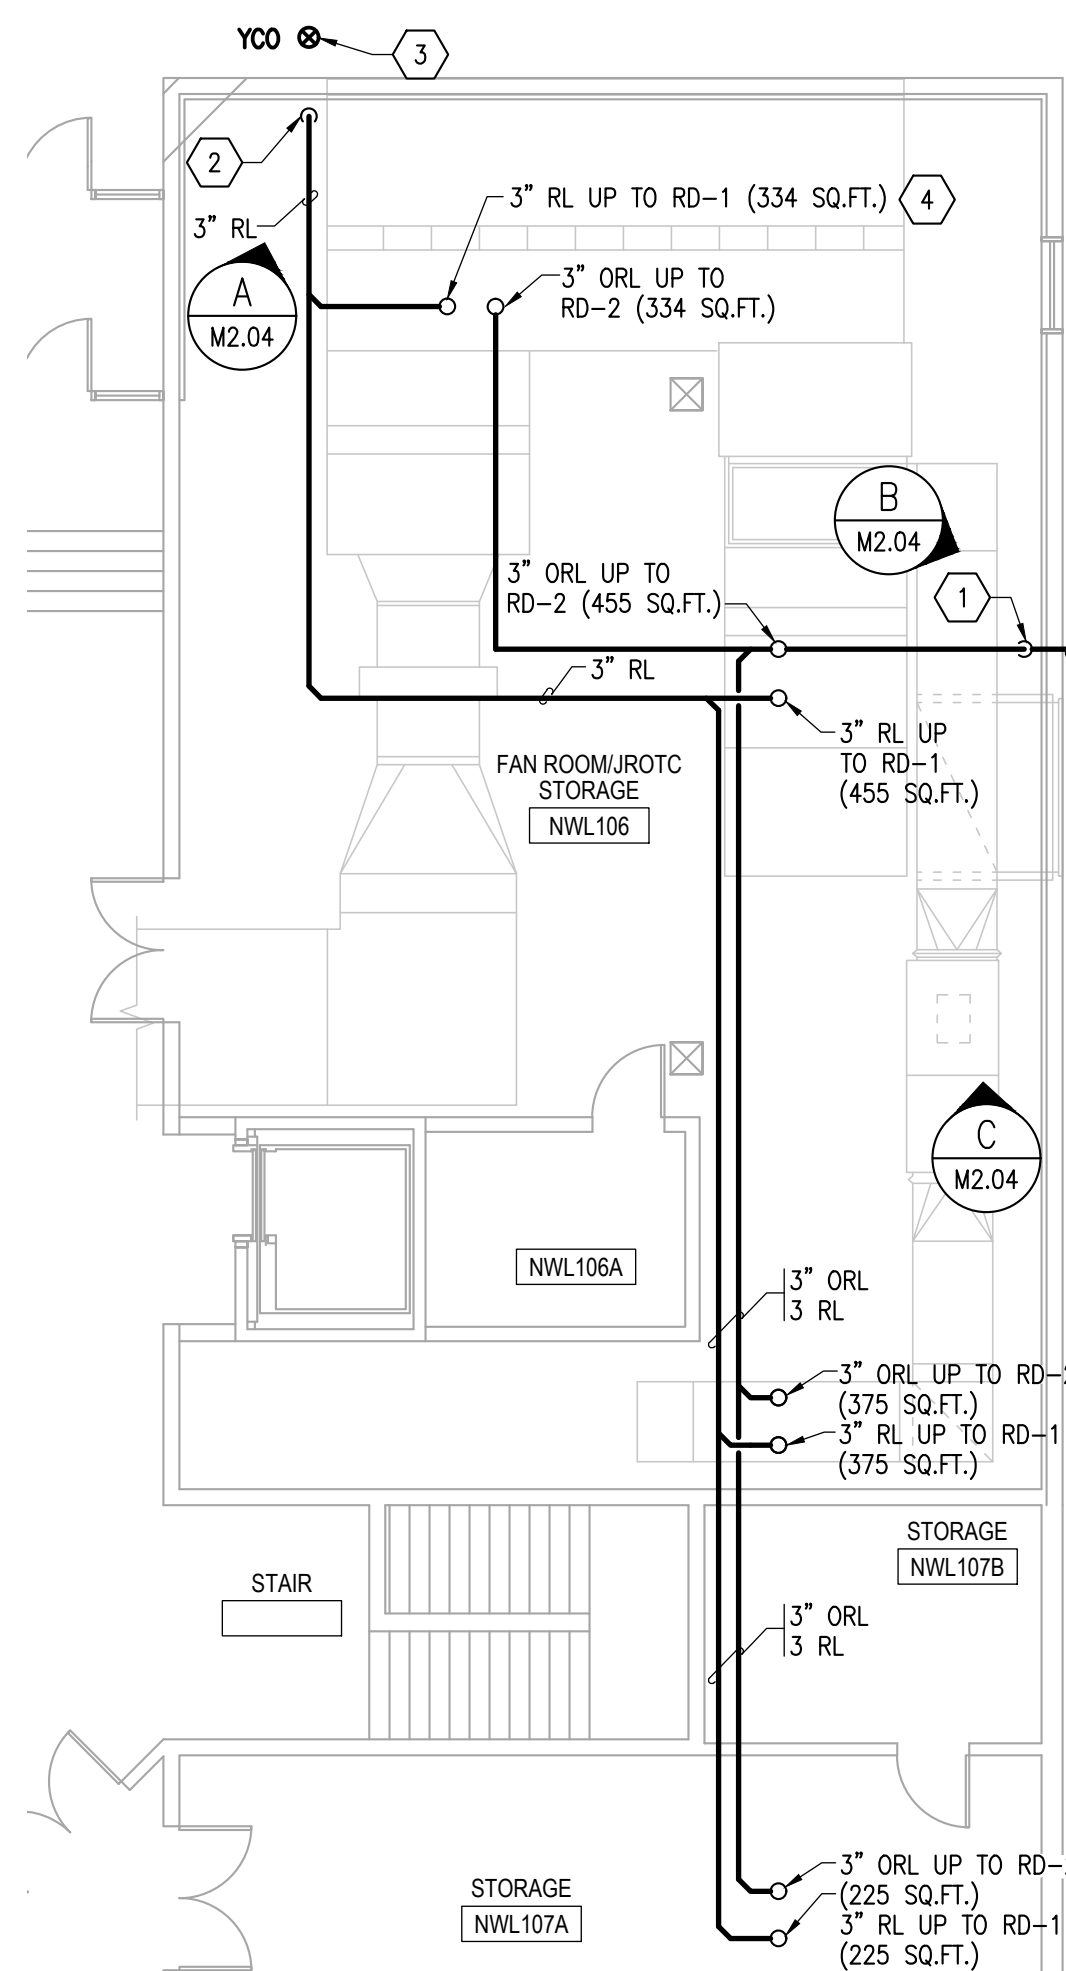 YCO
3
2
3" RL UP TO RD-1 (334 SQ.FT.)
4
3" RL
3" ORL UP TO
RD-2 (334 SQ.FT.)
A
M2.04
B
M2.04
3" ORL UP TO
RD-2 (455 SQ.FT.)
1
3" RL
3" RL UP
TO RD-1
(455 SQ.FT.)
FAN ROOM/JROTC
STORAGE
NWL106
C
M2.04
NWL106A
3" ORL
3 RL
3" ORL UP TO RD-2
(375 SQ.FT.)
3" RL UP TO RD-1
(375 SQ.FT.)
STORAGE
NWL107B
STAIR
3" ORL
3 RL
3" ORL UP TO RD-
(225 SQ.FT.)
3" RL UP TO RD-1
(225 SQ.FT.)
STORAGE
NWL107A